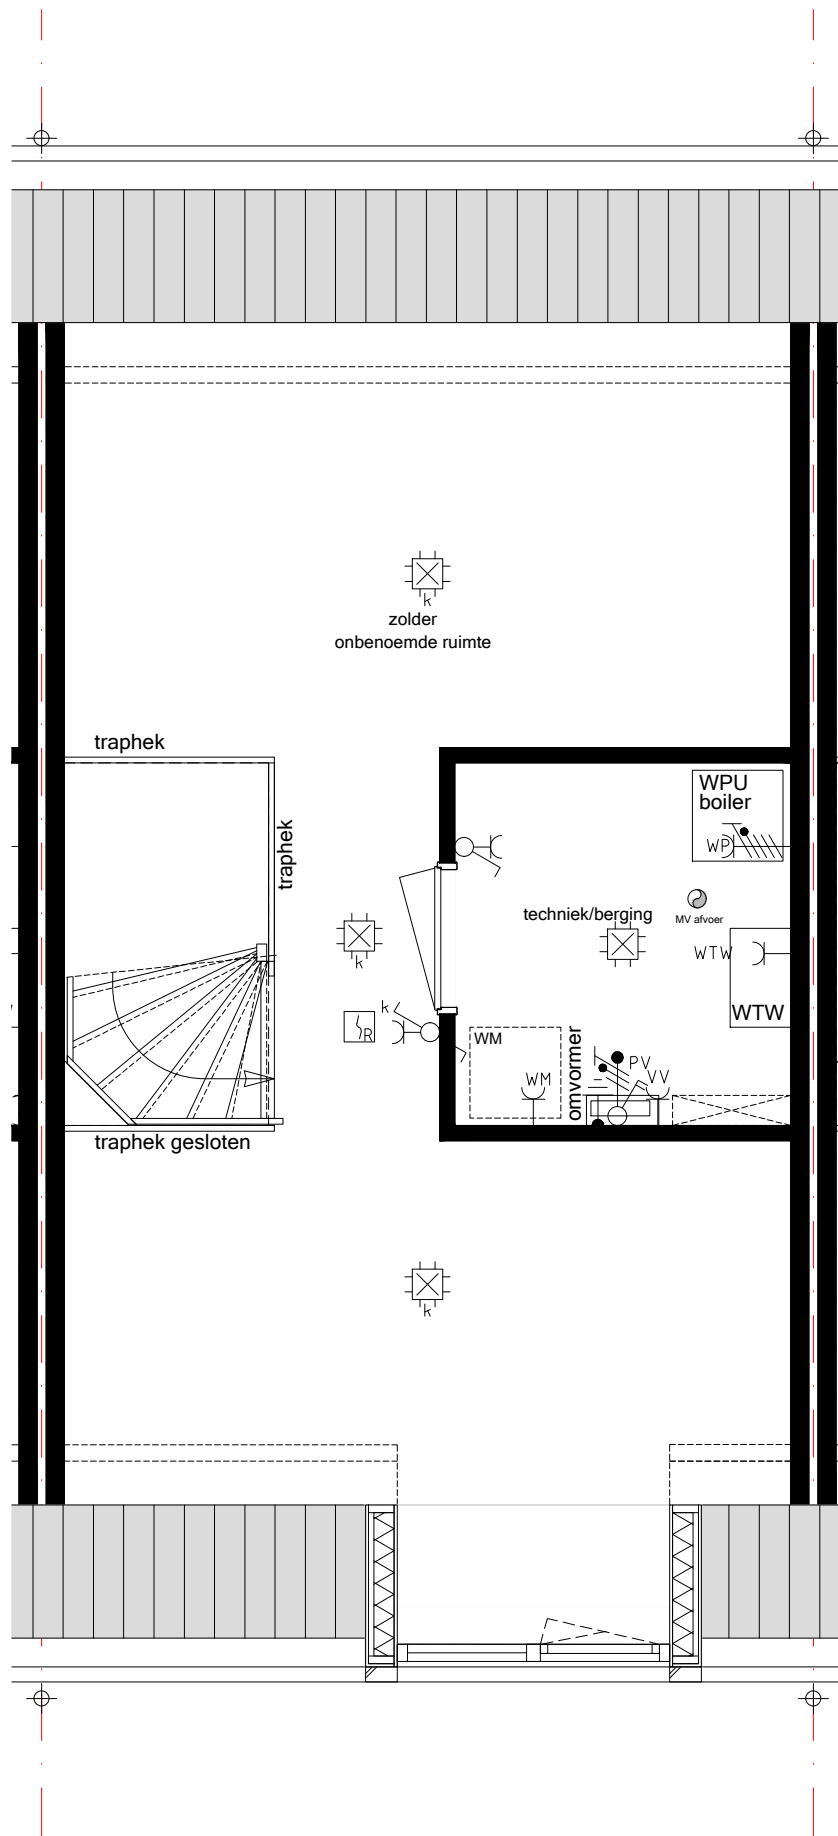 k
zolder
onbenoemde ruimte
traphek
traphek
WPU
boiler
WP
MV afvoer
techniek/berging
k
WTW
WTW
k
R
WM
WM
omvormer
PV
VV
traphek gesloten
k